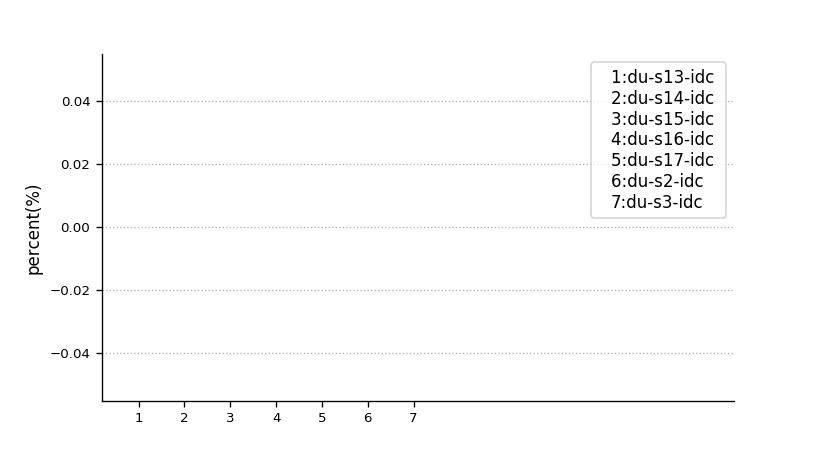 percent(%)
0.04
0.02
0.00
−0.02
−0.04
1 2 3 4 5 6 7
1:du-s13-idc
2:du-s14-idc
3:du-s15-idc
4:du-s16-idc
5:du-s17-idc
6:du-s2-idc
7:du-s3-idc